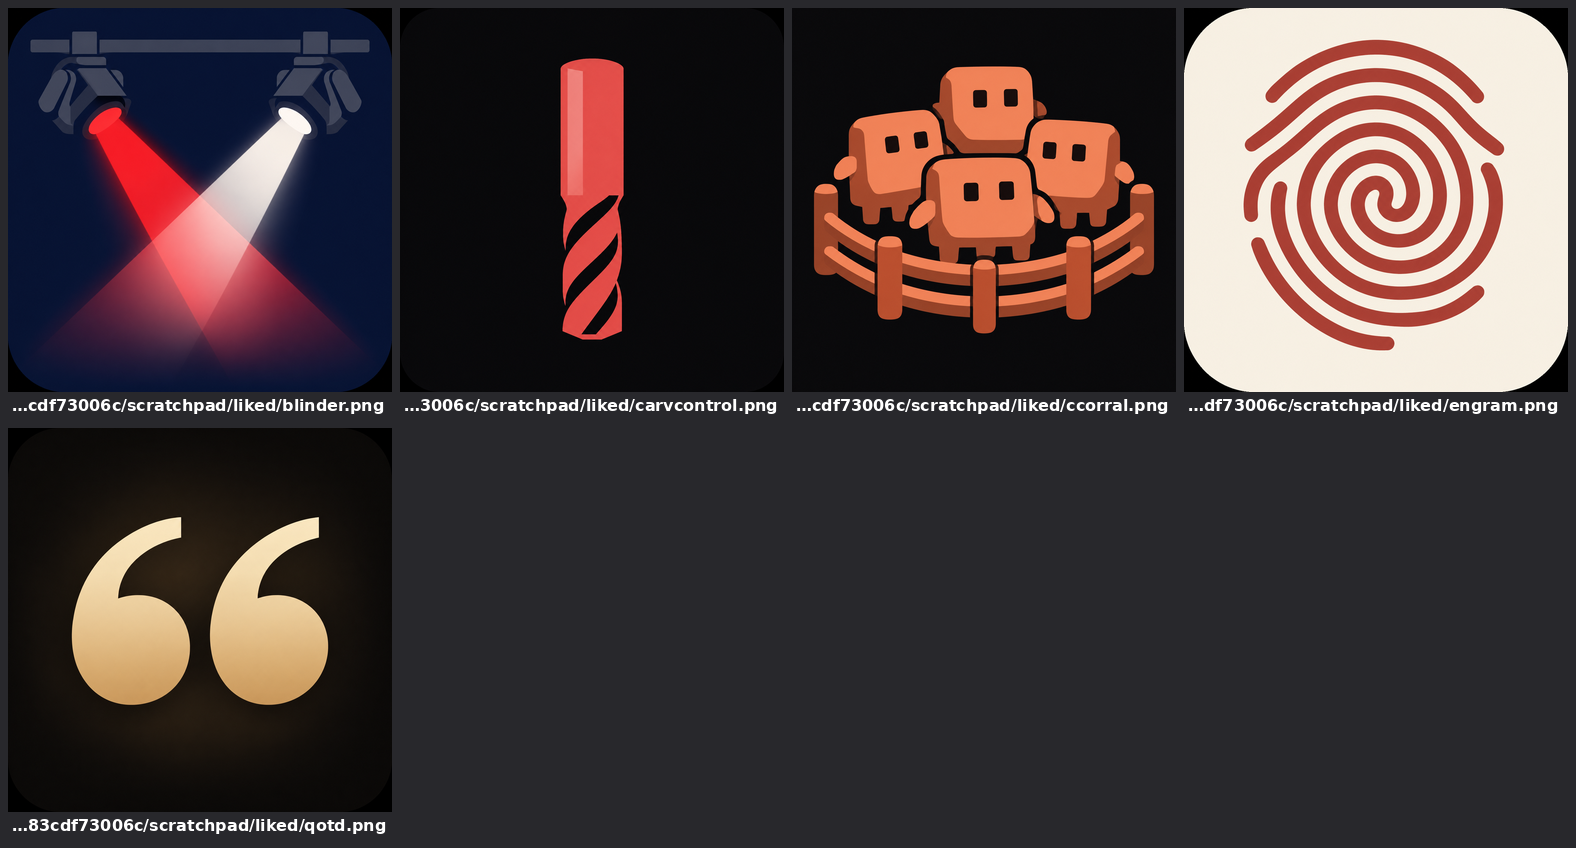 ...cdf73006c/scratchpad/liked/blinder.png
...3006c/scratchpad/liked/carvcontrol.png
...cdf73006c/scratchpad/liked/ccorral.png
...df73006c/scratchpad/liked/engram.png
...83cdf73006c/scratchpad/liked/qotd.png